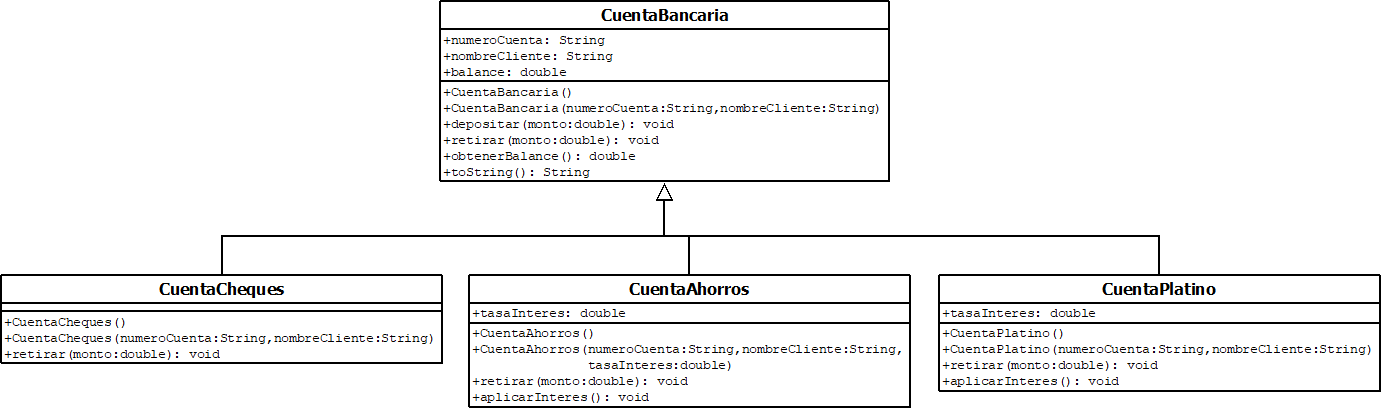 CuentaBancaria
+numeroCuenta: String
+nombreCliente: String
+balance: double
+CuentaBancaria()
+CuentaBancaria(numeroCuenta:String,nombreCliente:String)
+depositar(monto:double): void
+retirar(monto:double): void
+obtenerBalance(): double
+toString(): String
CuentaCheques
+CuentaCheques()
+CuentaCheques(numeroCuenta:String,nombreCliente:String)
+retirar(monto:double): void
CuentaAhorros
+tasaInteres: double
+CuentaAhorros()
+CuentaAhorros(numeroCuenta:String,nombreCliente:String,
tasaInteres:double)
+retirar(monto:double): void
+aplicarInteres(): void
CuentaPlatino
+tasaInteres: double
+CuentaPlatino()
+CuentaPlatino(numeroCuenta:String,nombreCliente:String)
+retirar(monto:double): void
+aplicarInteres(): void